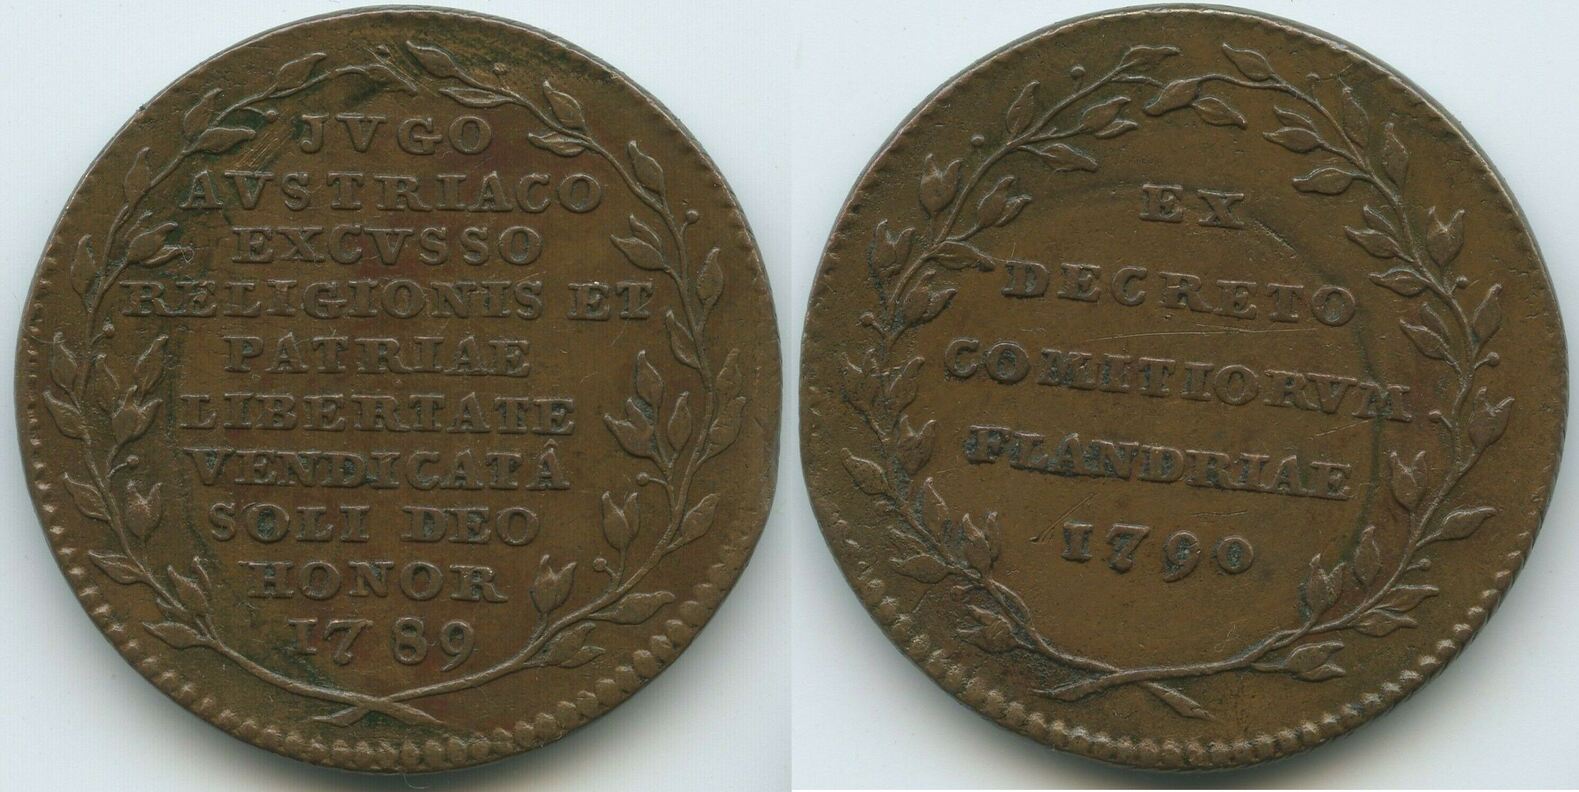 JVGO
AVSTRIACO
EXCVSSO
RELIGIONIS ET
PATRIAE
LIBERTATE
VENDICATÂ
SOLI DEO
HONOR
1789
EX
DECRETO
COMITIORVM
FLANDRIAE
1790